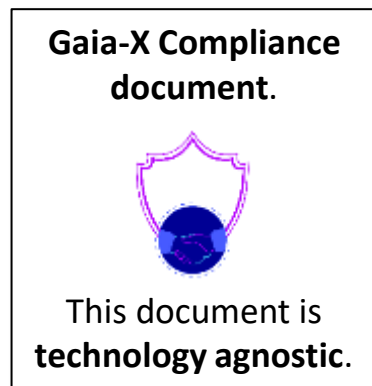 Gaia-X Compliance
document.
This document is
technology agnostic.